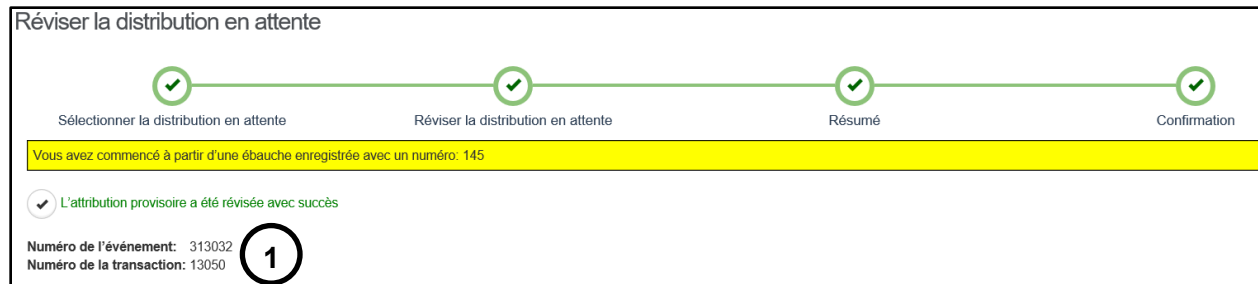 Réviser la distribution en attente
Sélectionner la distribution en attente
Réviser la distribution en attente
Résumé
Confirmation
Vous avez commencé à partir d'une ébauche enregistrée avec un numéro: 145
L'attribution provisoire a été révisée avec succès
Numéro de l'événement: 313032
Numéro de la transaction: 13050
1